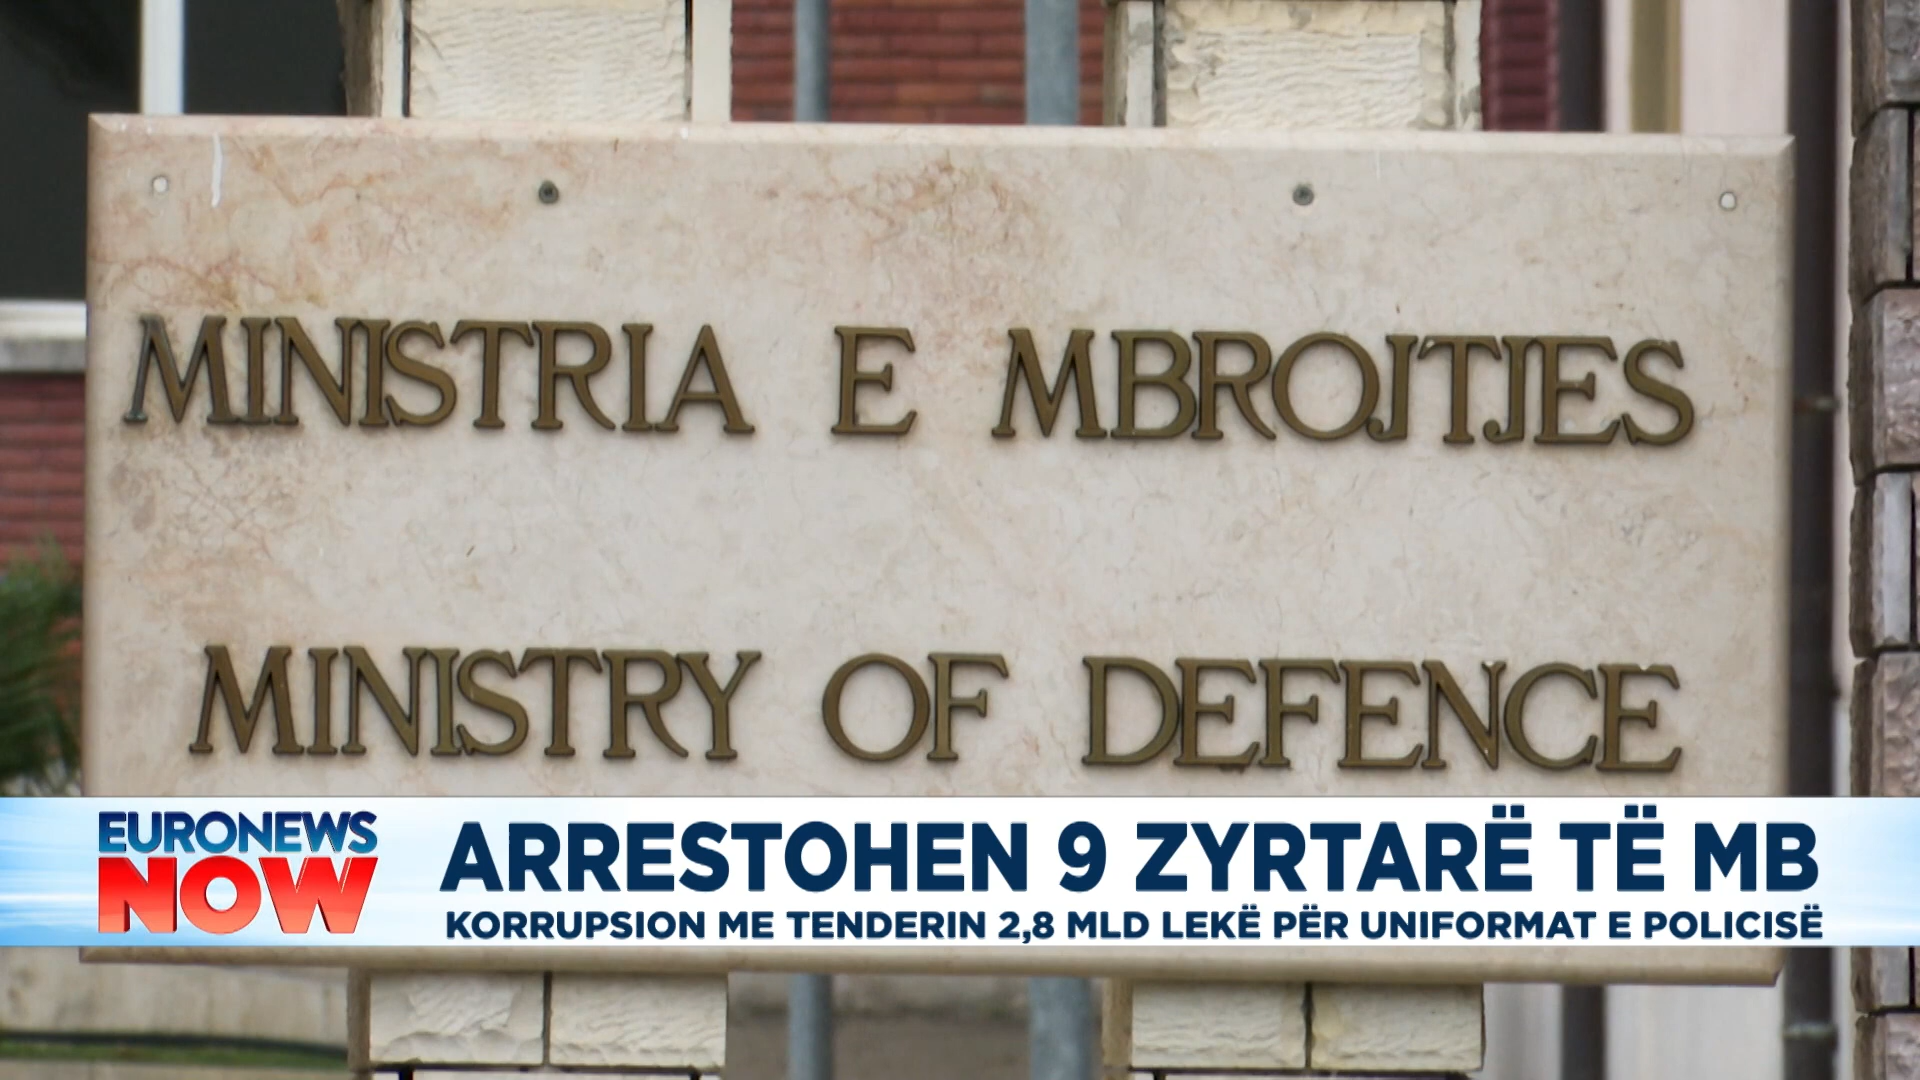 MINISTRIA E MBROJTJES
MINISTRY OF DEFENCE
EURONEWS
NOW
ARRESTOHEN 9 ZYRTARË TË MB
KORRUPSION ME TENDERIN 2,8 MLD LEKË PËR UNIFORMAT E POLICISË